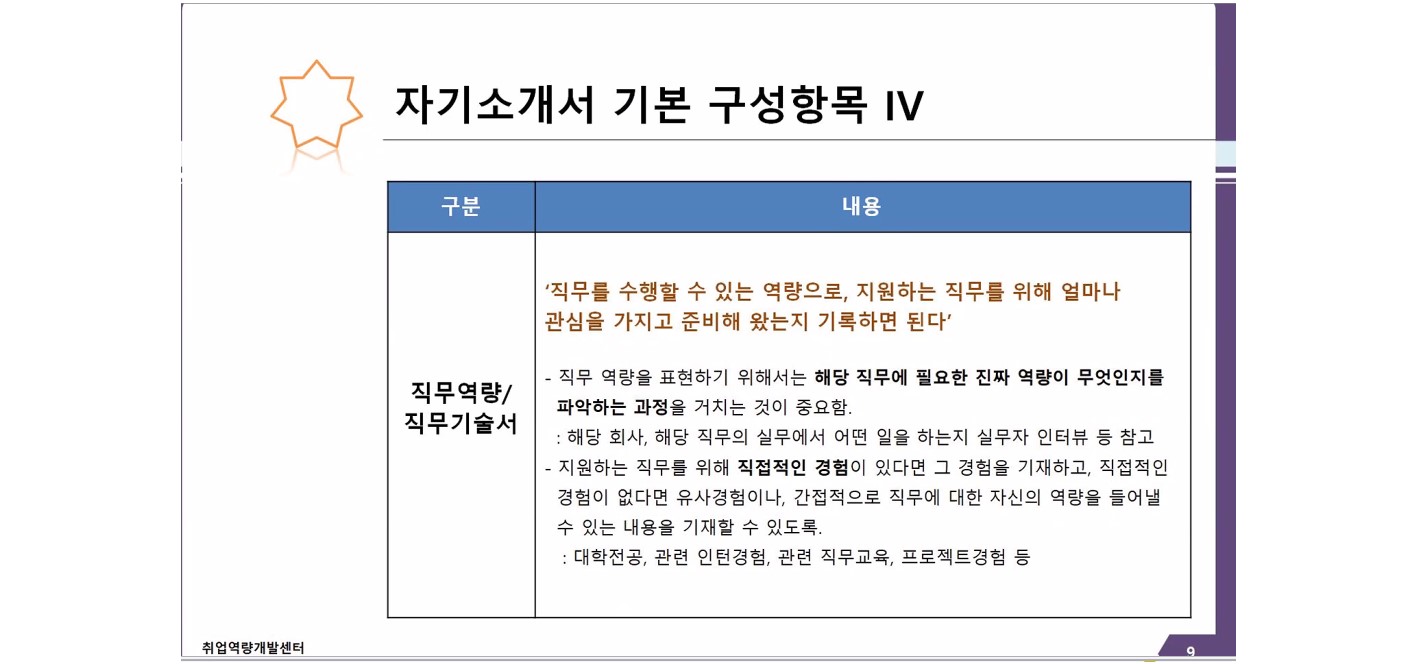 자기소개서 기본 구성항목 IV
구분
내용
직무역량/
직무기술서
‘직무를 수행할 수 있는 역량으로, 지원하는 직무를 위해 얼마나
관심을 가지고 준비해 왔는지 기록하면 된다’
- 직무 역량을 표현하기 위해서는 해당 직무에 필요한 진짜 역량이 무엇인지를
파악하는 과정을 거치는 것이 중요함.
: 해당 회사, 해당 직무의 실무에서 어떤 일을 하는지 실무자 인터뷰 등 참고
- 지원하는 직무를 위해 직접적인 경험이 있다면 그 경험을 기재하고, 직접적인
경험이 없다면 유사경험이나, 간접적으로 직무에 대한 자신의 역량을 들어낼
수 있는 내용을 기재할 수 있도록.
: 대학전공, 관련 인턴경험, 관련 직무교육, 프로젝트경험 등
취업역량개발센터
9